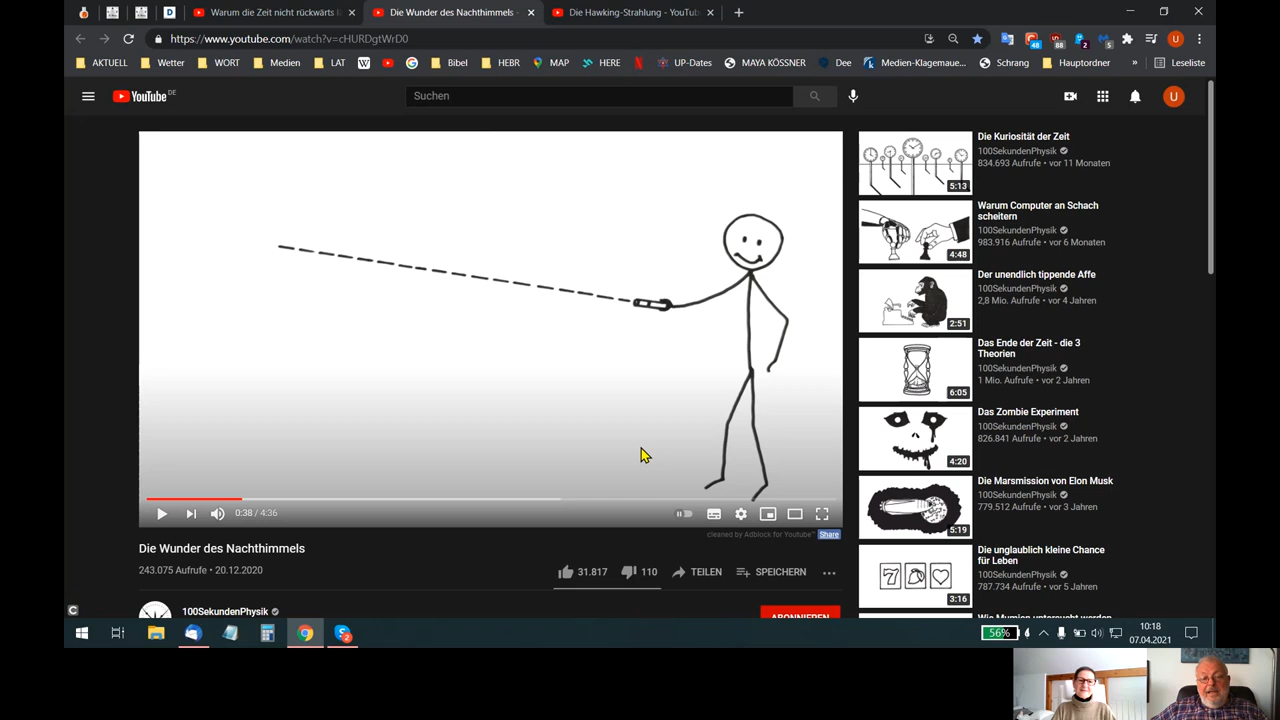 Warum die Zeit nicht rückwärts l
Die Wunder des Nachthimmels -
Die Hawking-Strahlung - YouTub
https://www.youtube.com/watch?v=cHURDgtWrD0
48
88
2
5
U
AKTUELL
Wetter
WORT
Medien
LAT
W
G
Bibel
HEBR
MAP
HERE
N
UP-Dates
MAYA KÖSSNER
Dee
Medien-Klagemaue...
Schrang
Hauptordner
»
Leseliste
YouTube DE
Suchen
U
Die Kuriosität der Zeit
100SekundenPhysik
834.693 Aufrufe • vor 11 Monaten
5:13
Warum Computer an Schach
scheitern
100SekundenPhysik
983.916 Aufrufe • vor 6 Monaten
4:48
Der unendlich tippende Affe
100SekundenPhysik
2,8 Mio. Aufrufe • vor 4 Jahren
2:51
Das Ende der Zeit - die 3
Theorien
100SekundenPhysik
1 Mio. Aufrufe • vor 2 Jahren
6:05
Das Zombie Experiment
100SekundenPhysik
826.841 Aufrufe • vor 2 Jahren
4:20
Die Marsmission von Elon Musk
100SekundenPhysik
779.512 Aufrufe • vor 3 Jahren
5:19
Die unglaublich kleine Chance
für Leben
100SekundenPhysik
787.734 Aufrufe • vor 5 Jahren
3:16
0:38 / 4:36
cleaned by Adblock for Youtube™ Share
Die Wunder des Nachthimmels
243.075 Aufrufe • 20.12.2020
31.817
110
TEILEN
SPEICHERN
100SekundenPhysik
ABONNIEREN
56%
10:18
07.04.2021